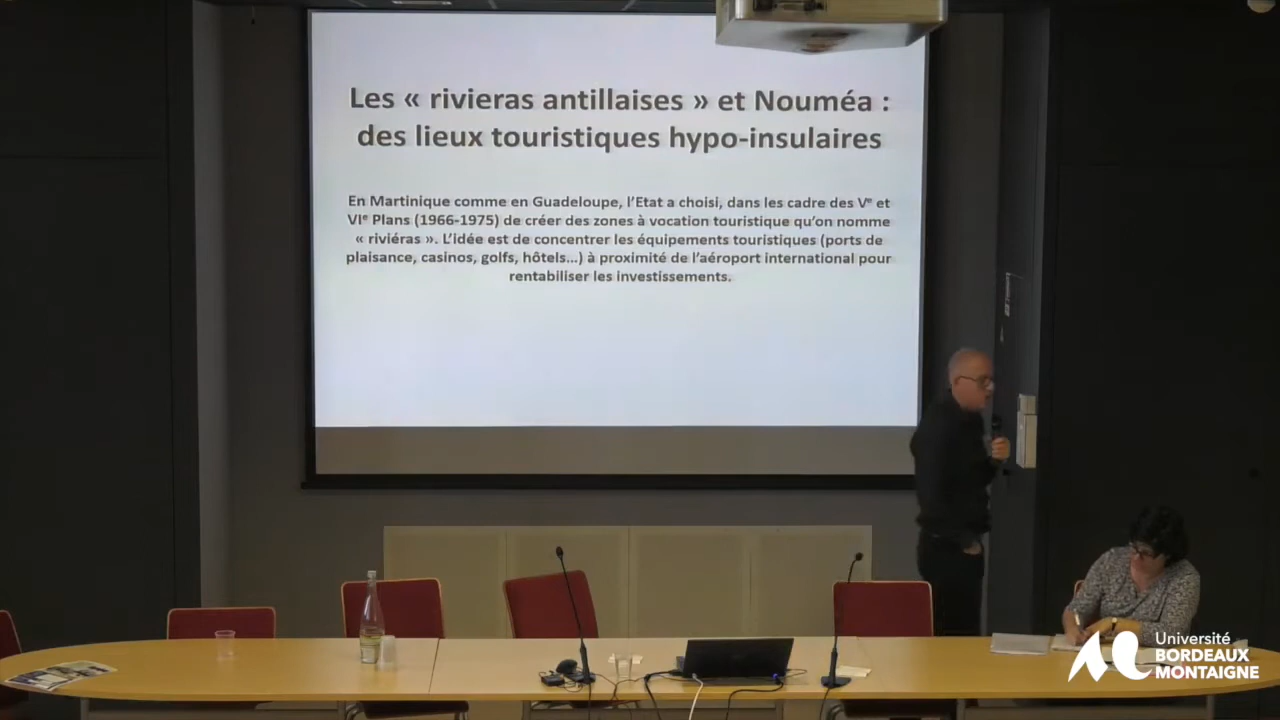 Les « rivieras antillaises » et Nouméa :
des lieux touristiques hypo-insulaires
En Martinique comme en Guadeloupe, l'Etat a choisi, dans les cadre des Ve et
VIe Plans (1966-1975) de créer des zones à vocation touristique qu'on nomme
« riviéras ». L'idée est de concentrer les équipements touristiques (ports de
plaisance, casinos, golfs, hôtels...) à proximité de l'aéroport international pour
rentabiliser les investissements.
Université
BORDEAUX
MONTAIGNE